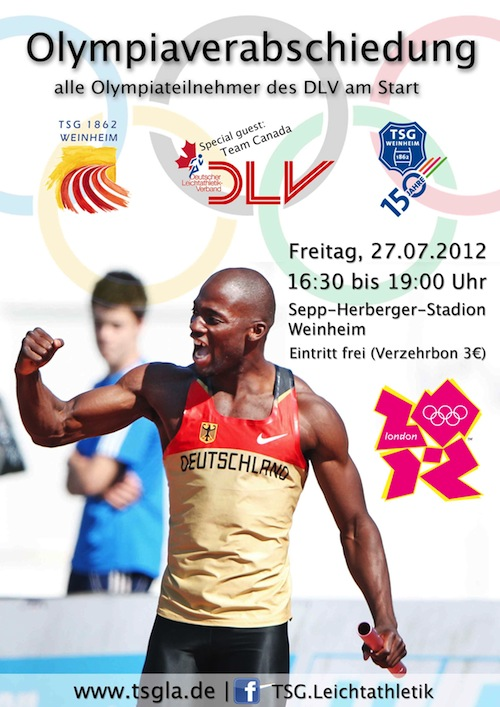 Olympiaverabschiedung
alle Olympiateilnehmer des DLV am Start
TSG 1862
WEINHEIM
Special guest:
Team Canada
Deutscher
Leichtathletik-
Verband
DLV
TSG
WEINHEIM
1862
150 JAHRE
Freitag, 27.07.2012
16:30 bis 19:00 Uhr
Sepp-Herberger-Stadion
Weinheim
Eintritt frei (Verzehrbon 3€)
london
DEUTSCHLAND
www.tsgla.de | f TSG.Leichtathletik